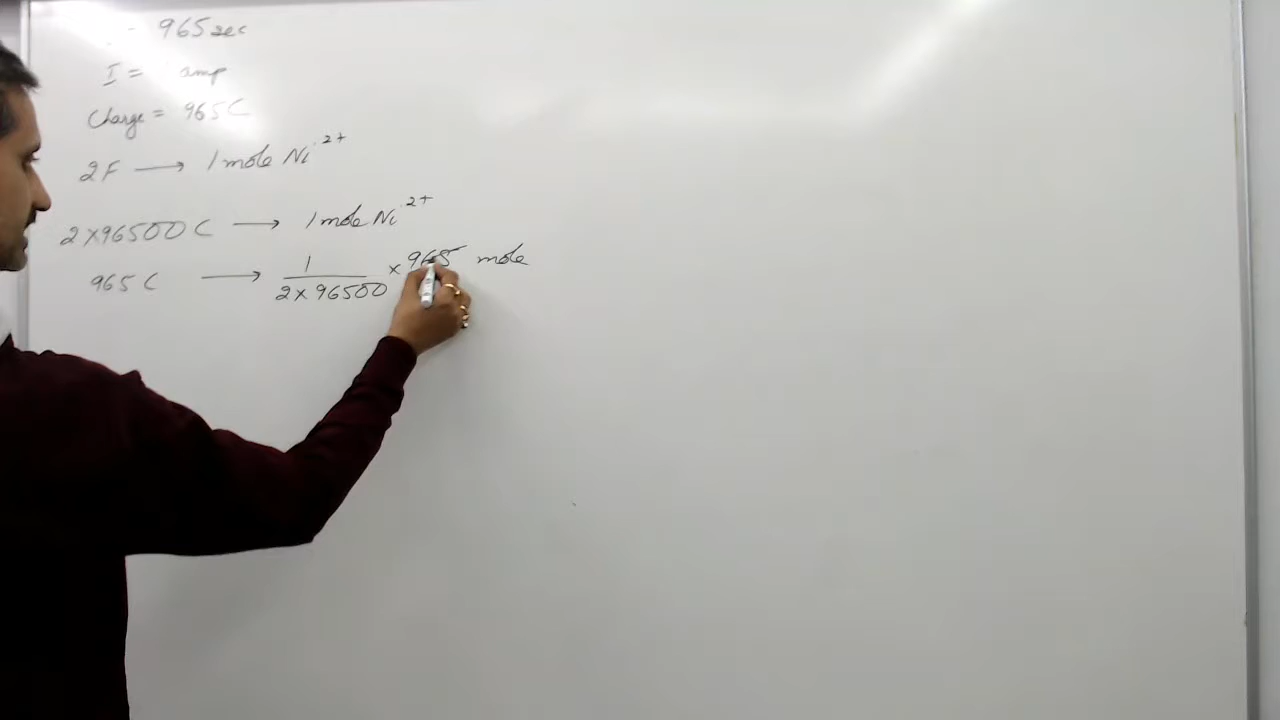 - 965 sec
I = amp
Charge = 965 C
2F ⟶ 1 mole Ni²⁺
2×96500 C ⟶ 1 mole Ni²⁺
965 C ⟶ 1/(2×96500) × 965 mole